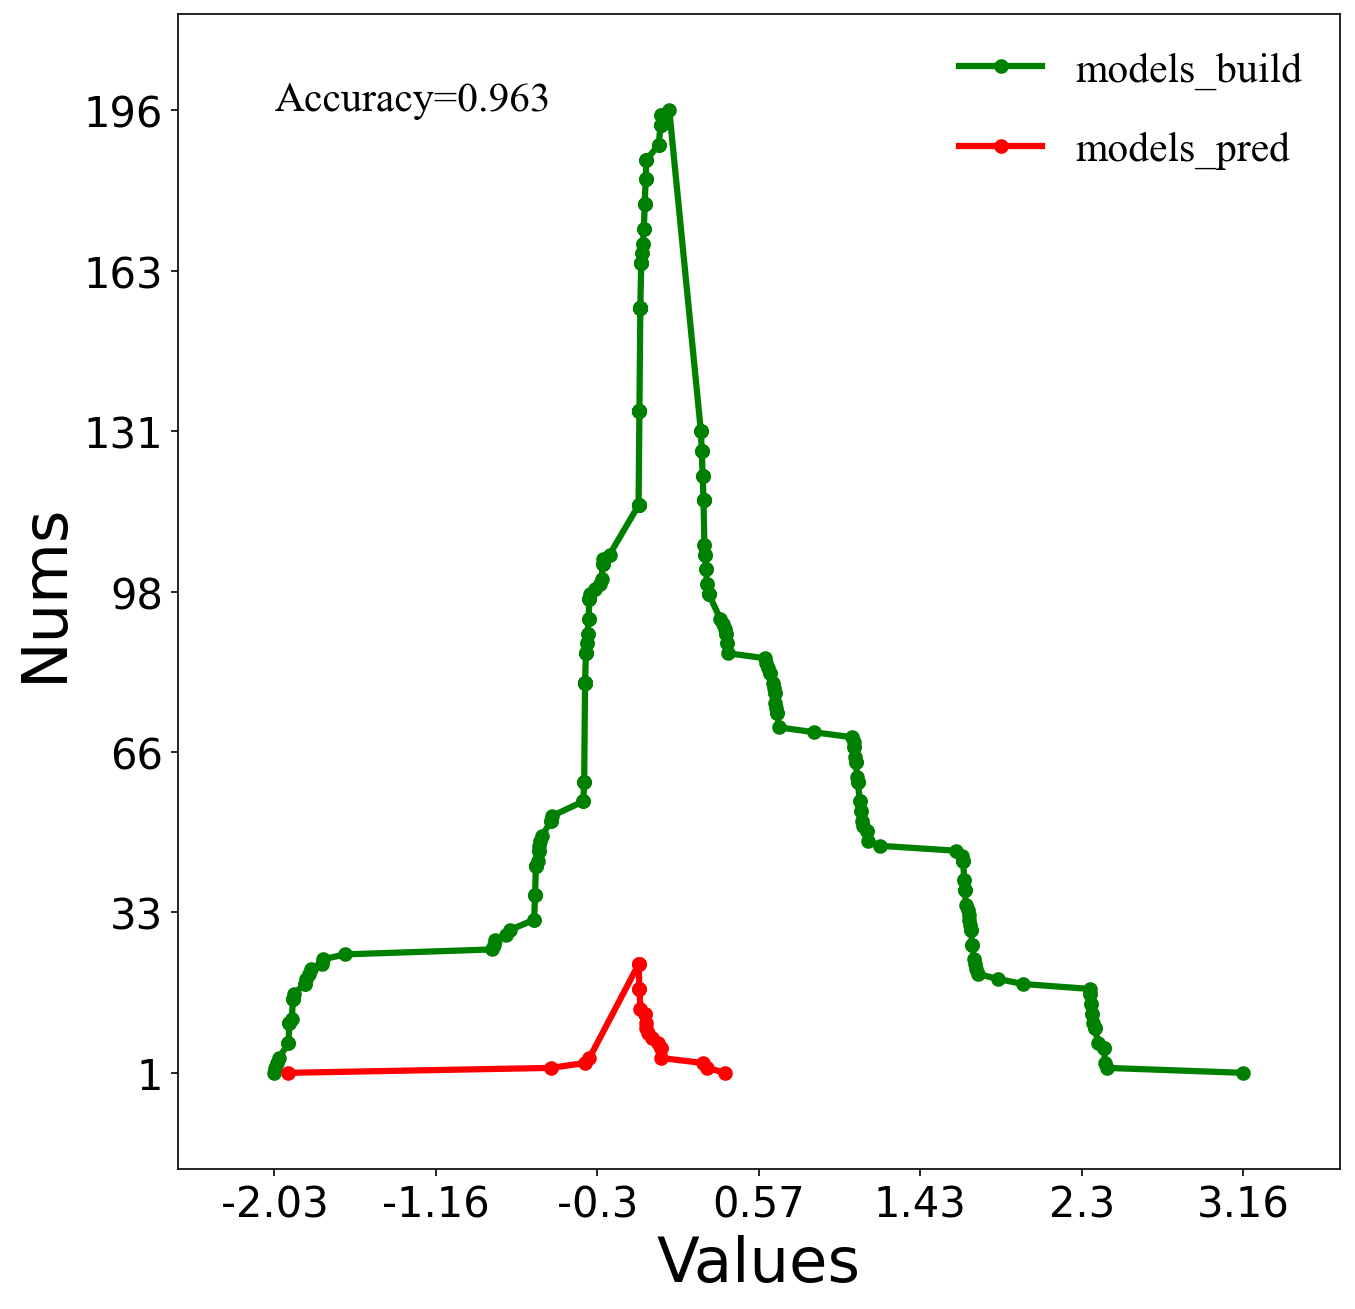 Accuracy=0.963
models_build
models_pred
196
163
131
98
66
33
1
Nums
-2.03 -1.16 -0.3 0.57 1.43 2.3 3.16
Values